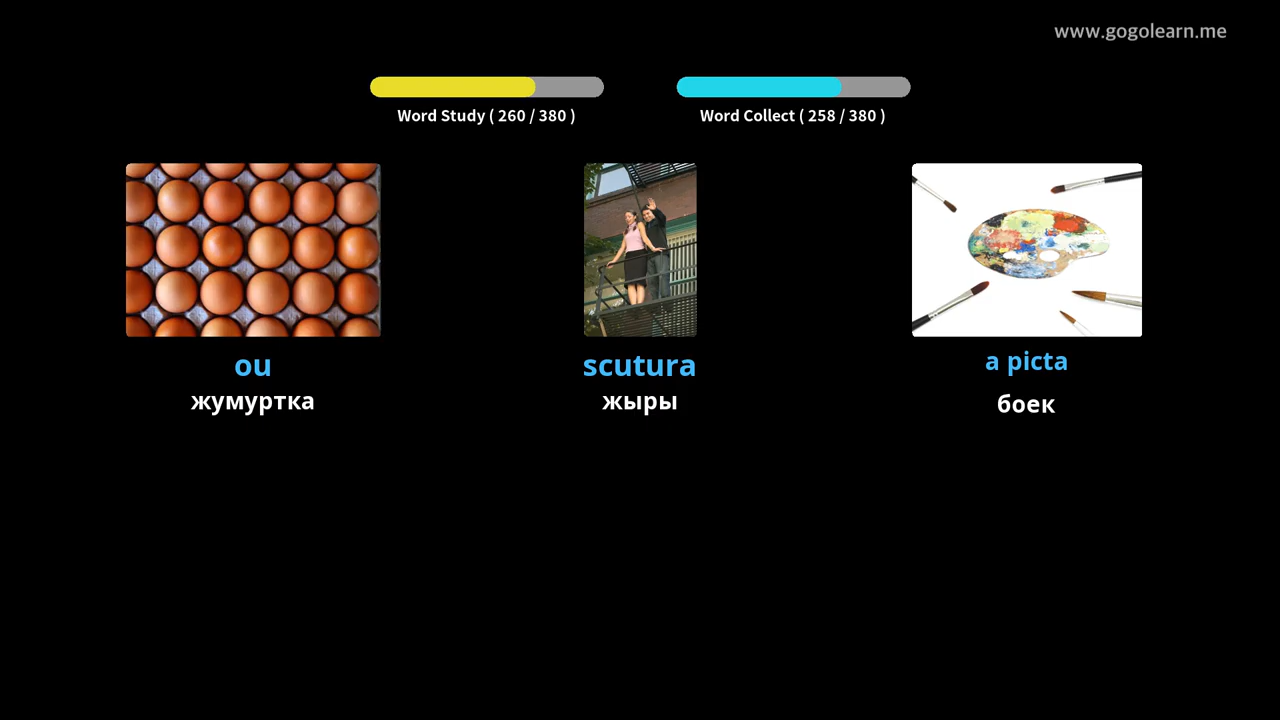 www.gogolearn.me
Word Study ( 260 / 380 )
Word Collect ( 258 / 380 )
ou
жумуртка
scutura
жыры
a picta
боек